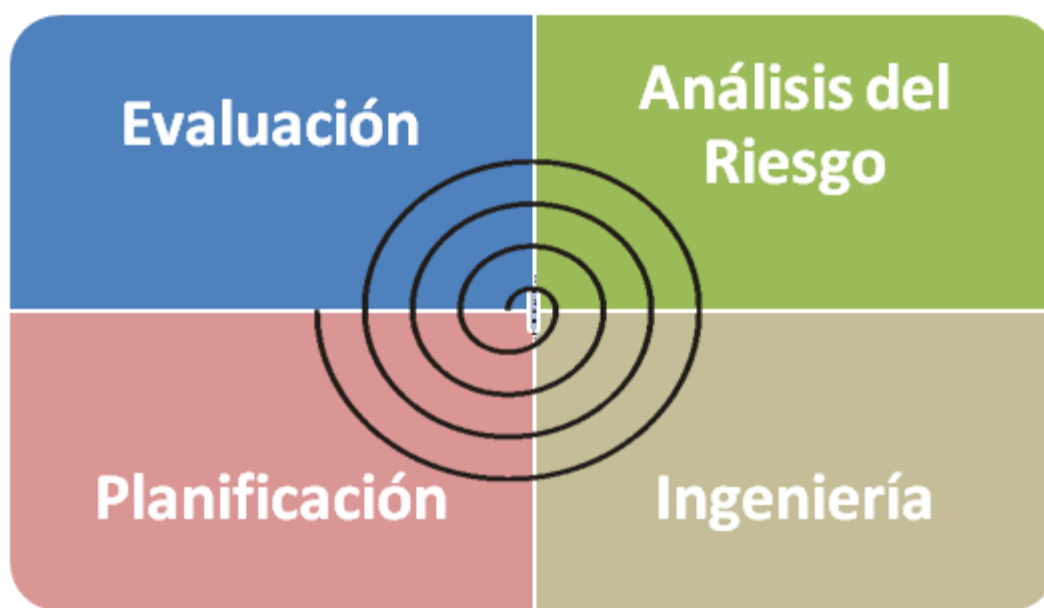 Evaluación
Análisis del
Riesgo
Planificación
Ingeniería